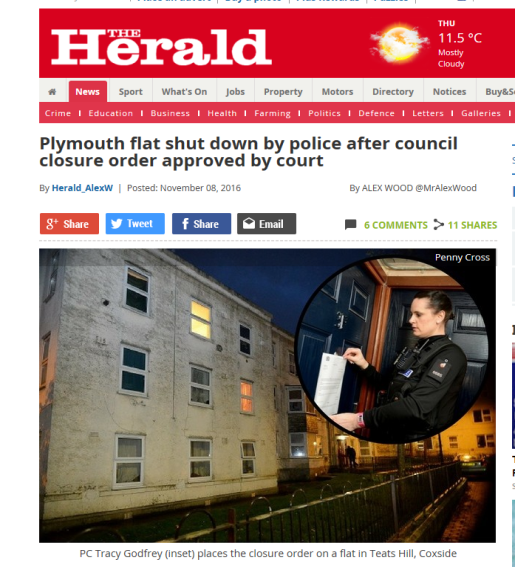 THE
Herald
THU
11.5 °C
Mostly
Cloudy
News Sport What's On Jobs Property Motors Directory Notices
Crime | Education | Business | Health | Farming | Politics | Defence | Letters | Galleries |
Plymouth flat shut down by police after council
closure order approved by court
By Herald_AlexW | Posted: November 08, 2016 By ALEX WOOD @MrAlexWood
g+ Share Tweet f Share Email 6 COMMENTS 11 SHARES
Penny Cross
PC Tracy Godfrey (inset) places the closure order on a flat in Teats Hill, Coxside